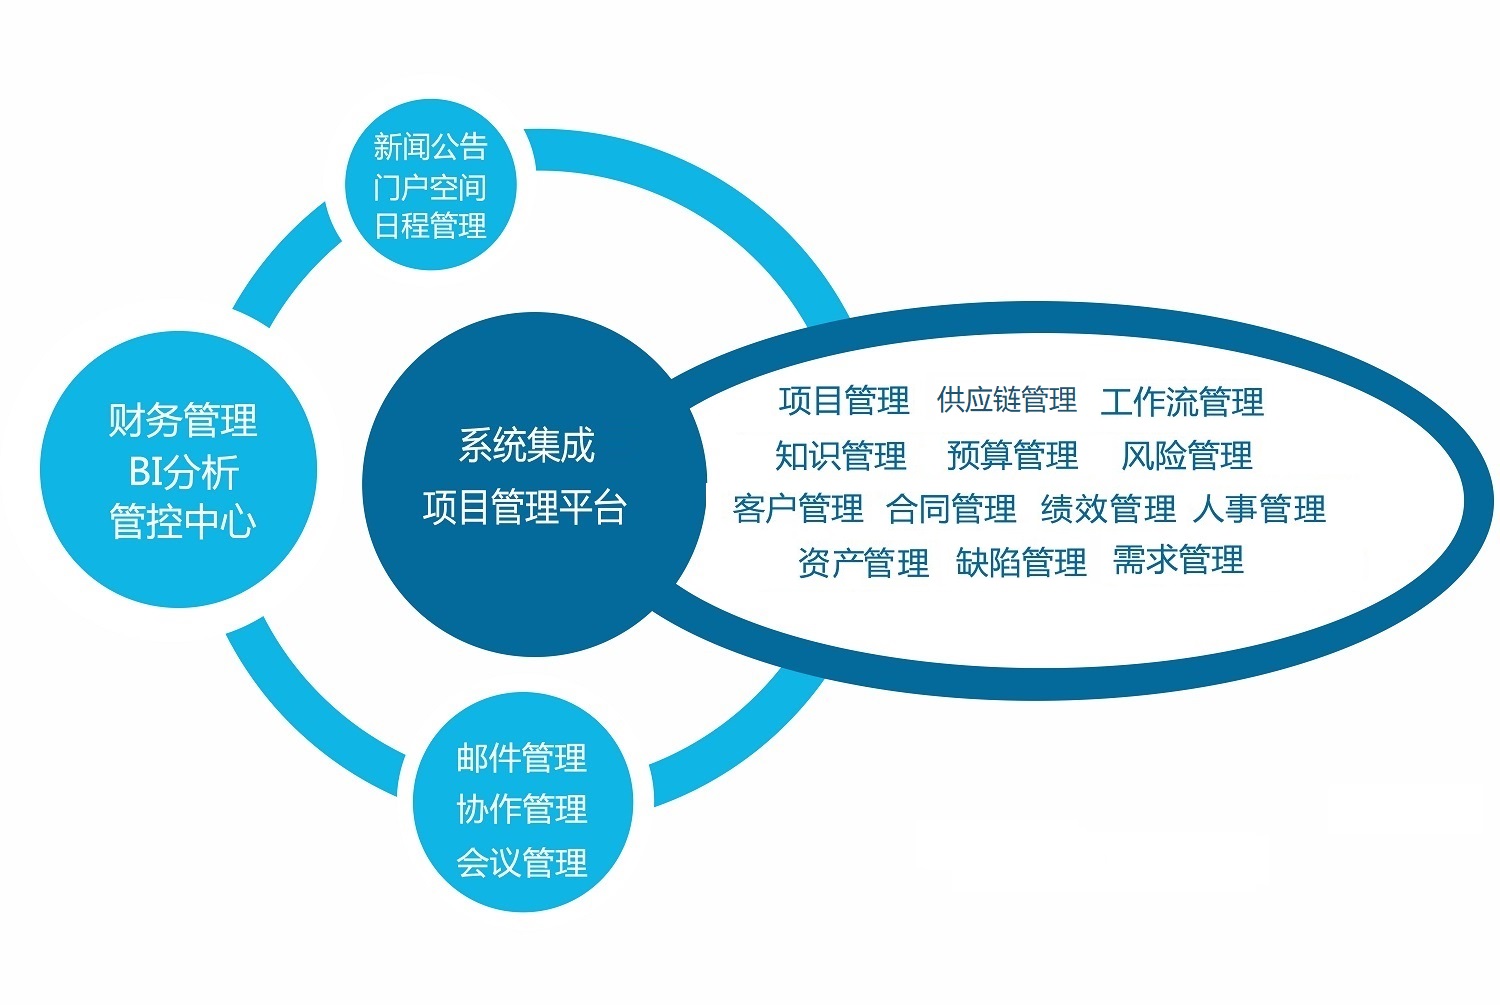 新闻公告
门户空间
日程管理
财务管理
BI分析
管控中心
系统集成
项目管理平台
项目管理 供应链管理 工作流管理
知识管理 预算管理 风险管理
客户管理 合同管理 绩效管理 人事管理
资产管理 缺陷管理 需求管理
邮件管理
协作管理
会议管理